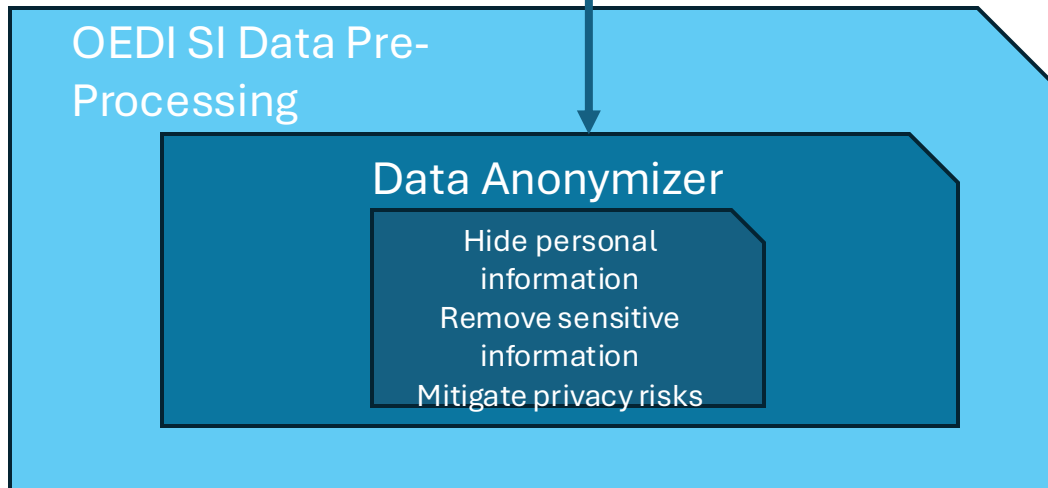 OEDI SI Data Pre-
Processing
Data Anonymizer
Hide personal
information
Remove sensitive
information
Mitigate privacy risks